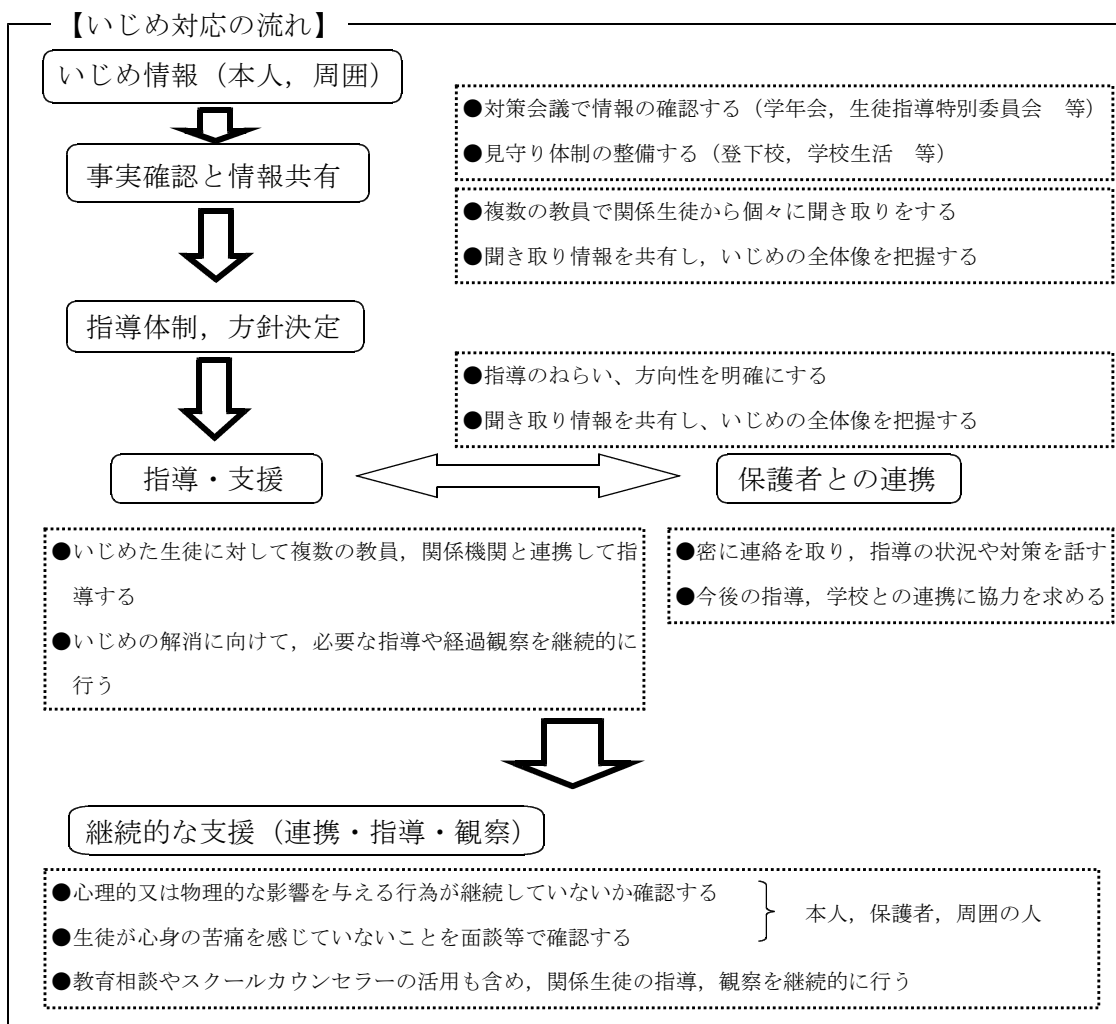 【いじめ対応の流れ】
いじめ情報（本人，周囲）
●対策会議で情報の確認する（学年会，生徒指導特別委員会　等）
●見守り体制の整備する（登下校，学校生活　等）
事実確認と情報共有
●複数の教員で関係生徒から個々に聞き取りをする
●聞き取り情報を共有し，いじめの全体像を把握する
指導体制，方針決定
●指導のねらい、方向性を明確にする
●聞き取り情報を共有し、いじめの全体像を把握する
指導・支援
保護者との連携
●いじめた生徒に対して複数の教員，関係機関と連携して指
導する
●いじめの解消に向けて，必要な指導や経過観察を継続的に
行う
●密に連絡を取り，指導の状況や対策を話す
●今後の指導，学校との連携に協力を求める
継続的な支援（連携・指導・観察）
●心理的又は物理的な影響を与える行為が継続していないか確認する
●生徒が心身の苦痛を感じていないことを面談等で確認する
本人，保護者，周囲の人
●教育相談やスクールカウンセラーの活用も含め，関係生徒の指導，観察を継続的に行う